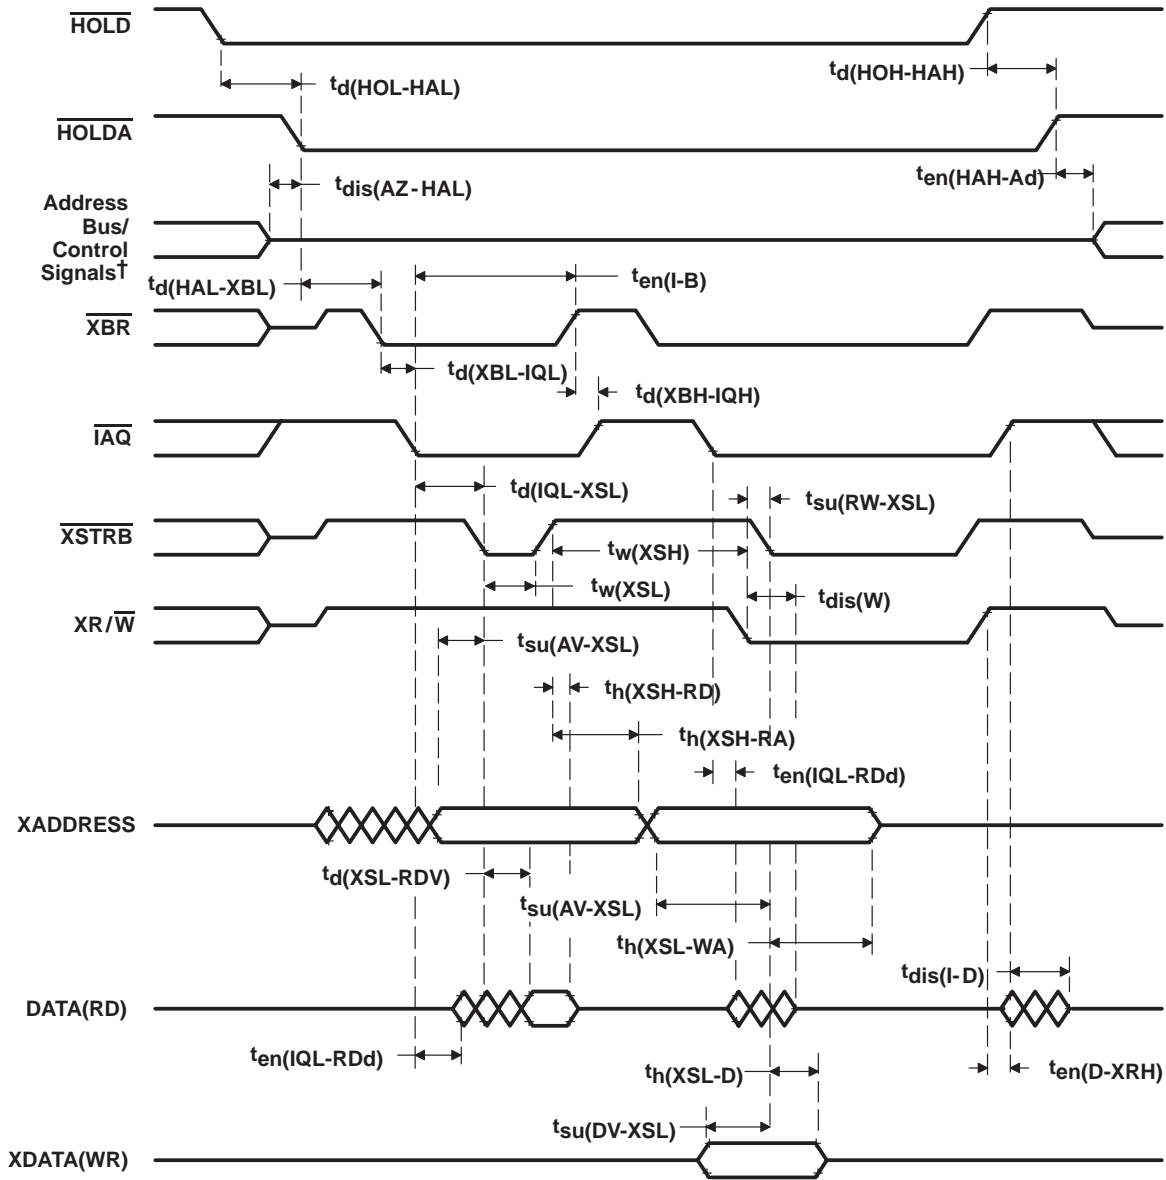 HOLD
td(HOL-HAL)
td(HOH-HAH)
HOLDA
tdis(AZ-HAL)
ten(HAH-Ad)
Address
Bus/
Control
Signals†
td(HAL-XBL)
ten(I-B)
XBR
td(XBL-IQL)
td(XBH-IQH)
IAQ
td(IQL-XSL)
tsu(RW-XSL)
XSTRB
tw(XSH)
tw(XSL)
tdis(W)
XR/W
tsu(AV-XSL)
th(XSH-RD)
th(XSH-RA)
ten(IQL-RDd)
XADDRESS
td(XSL-RDV)
tsu(AV-XSL)
th(XSL-WA)
tdis(I-D)
DATA(RD)
ten(IQL-RDd)
th(XSL-D)
ten(D-XRH)
tsu(DV-XSL)
XDATA(WR)